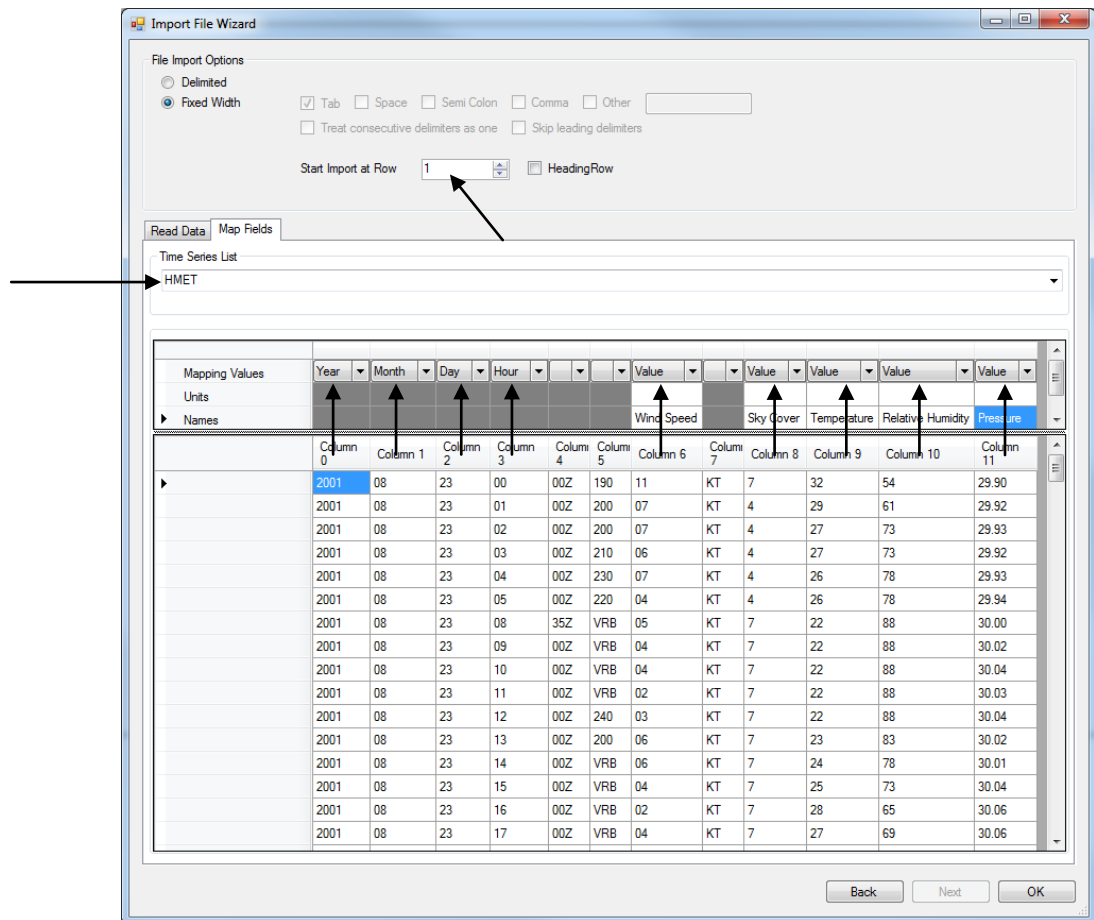 Import File Wizard
File Import Options
Delimited
Fixed Width Tab Space Semi Colon Comma Other
Treat consecutive delimiters as one Skip leading delimiters
Start Import at Row 1 HeadingRow
Read Data Map Fields
Time Series List
HMET
Mapping Values Year Month Day Hour Value Value Value Value Value
Units
Names Wind Speed Sky Cover Temperature Relative Humidity Pressure
Column 0 Column 1 Column 2 Column 3 Colum 4 Colum 5 Column 6 Colum 7 Column 8 Column 9 Column 10 Column 11
2001 08 23 00 00Z 190 11 KT 7 32 54 29.90
2001 08 23 01 00Z 200 07 KT 4 29 61 29.92
2001 08 23 02 00Z 200 07 KT 4 27 73 29.93
2001 08 23 03 00Z 210 06 KT 4 27 73 29.92
2001 08 23 04 00Z 230 07 KT 4 26 78 29.93
2001 08 23 05 00Z 220 04 KT 4 26 78 29.94
2001 08 23 08 35Z VRB 05 KT 7 22 88 30.00
2001 08 23 09 00Z VRB 04 KT 7 22 88 30.02
2001 08 23 10 00Z VRB 04 KT 7 22 88 30.04
2001 08 23 11 00Z VRB 02 KT 7 22 88 30.03
2001 08 23 12 00Z 240 03 KT 7 22 88 30.04
2001 08 23 13 00Z 200 06 KT 7 23 83 30.02
2001 08 23 14 00Z VRB 06 KT 7 24 78 30.01
2001 08 23 15 00Z VRB 04 KT 7 25 73 30.04
2001 08 23 16 00Z VRB 02 KT 7 28 65 30.06
2001 08 23 17 00Z VRB 04 KT 7 27 69 30.06
Back Next OK